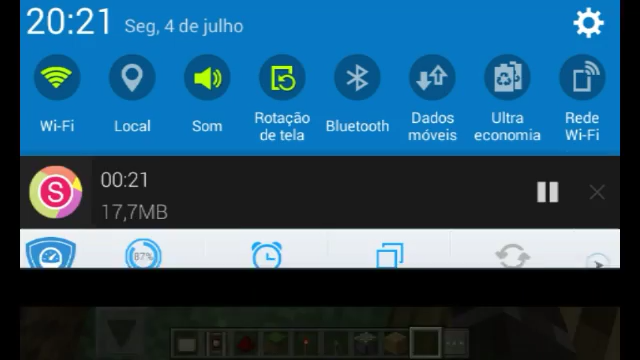 20:21 Seg, 4 de julho
Wi-Fi
Local
Som
Rotação
de tela
Bluetooth
Dados
móveis
Ultra
economia
Rede
Wi-Fi
S
00:21
17,7MB
87%